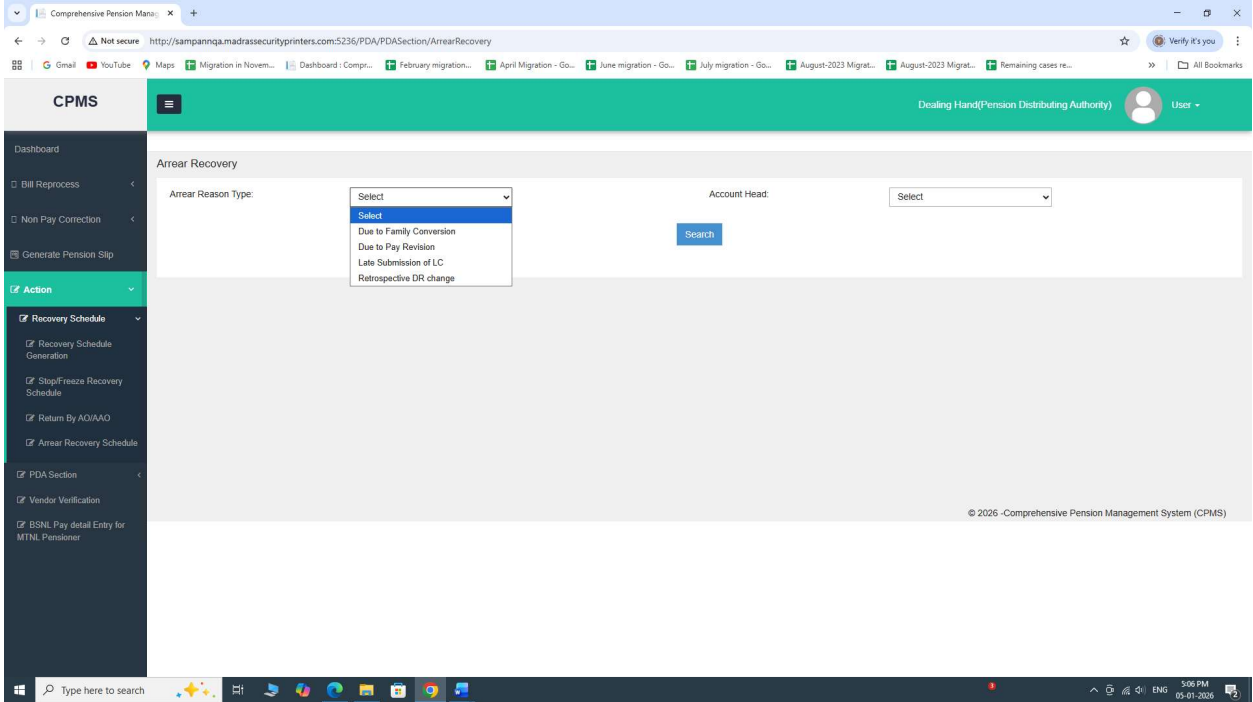 Comprehensive Pension Manag
Not secure http://sampannqa.madrassecurityprinters.com:5236/PDA/PDASection/ArrearRecovery Verify it's you
Gmail YouTube Maps Migration in Novem... Dashboard : Compr... February migration... April Migration - Go... June migration - Go... July migration - Go... August-2023 Migrat... August-2023 Migrat... Remaining cases re... All Bookmarks
CPMS Dealing Hand(Pension Distributing Authority) User
Dashboard
Bill Reprocess
Non Pay Correction
Generate Pension Slip
Action
Recovery Schedule
Recovery Schedule
Generation
Stop/Freeze Recovery
Schedule
Return By AO/AAO
Arrear Recovery Schedule
PDA Section
Vendor Verification
BSNL Pay detail Entry for
MTNL Pensioner
Arrear Recovery
Arrear Reason Type: Select Account Head: Select
Select
Due to Family Conversion
Due to Pay Revision
Late Submission of LC
Retrospective DR change
Search
© 2026 -Comprehensive Pension Management System (CPMS)
Type here to search
3
ENG
5:06 PM
05-01-2026
2